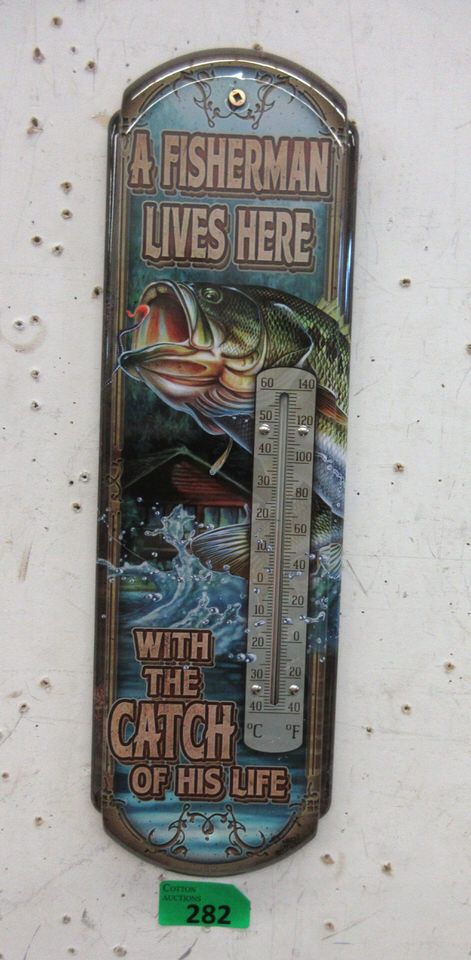 A FISHERMAN
LIVES HERE
60 140
50 120
40 100
30 80
20 60
10 40
0 20
10 0
20 20
30 40
40
°C °F
WITH
THE
CATCH
OF HIS LIFE
COTTON
AUCTIONS
282